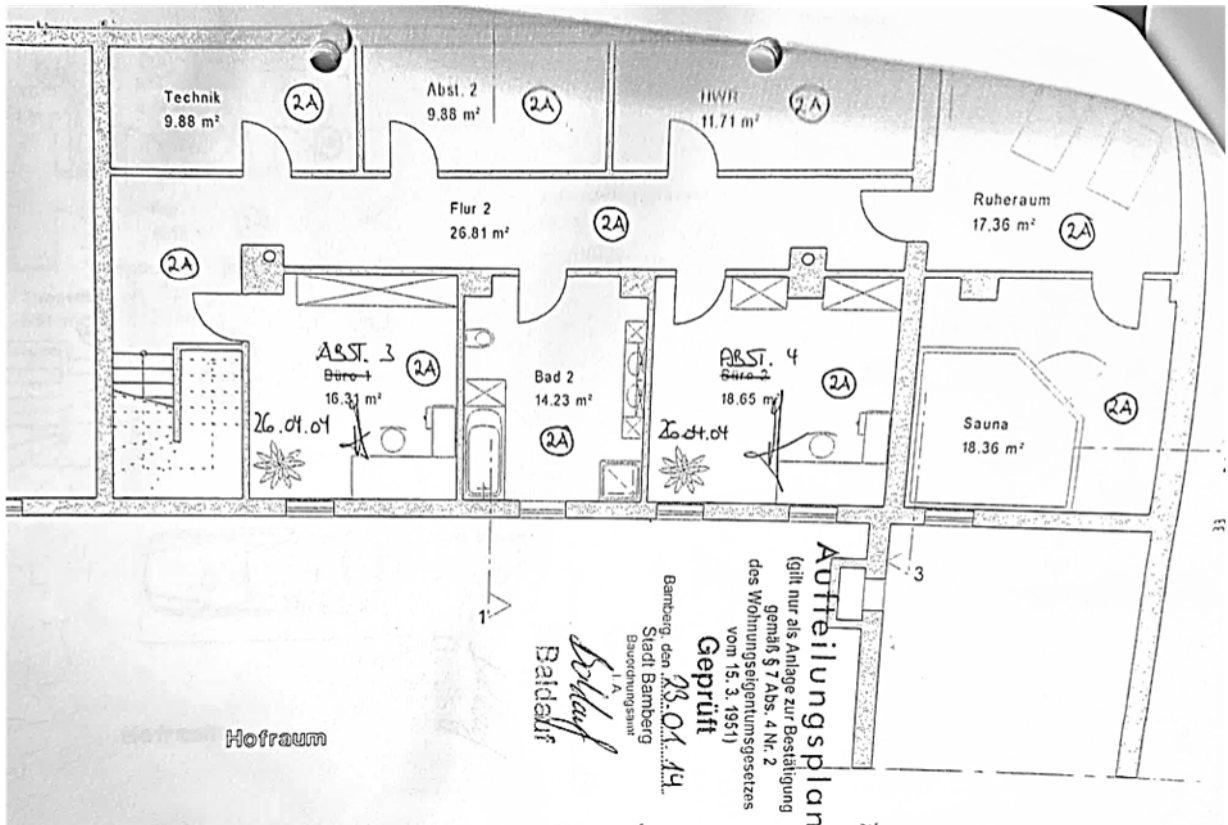 Technik
9.88 m²
2A
Abst. 2
9.38 m²
2A
HWR
11.71 m²
2A
Flur 2
26.81 m²
2A
Ruheraum
17.36 m²
2A
2A
ABST. 3
Büro 1
16.31 m²
2A
26.04.04
Bad 2
14.23 m²
2A
ABST. 4
Büro 2
18.65 m²
2A
26.04.04
Sauna
18.36 m²
2A
1
3
Hofraum
Aufteilungsplan
(gilt nur als Anlage zur Bestätigung
gemäß § 7 Abs. 4 Nr. 2
des Wohnungseigentumsgesetzes
vom 15. 3. 1951)
Geprüft
Bamberg, den 23.01.14
Stadt Bamberg
Bauordnungsamt
I.A.
Baldauf
Baldauf